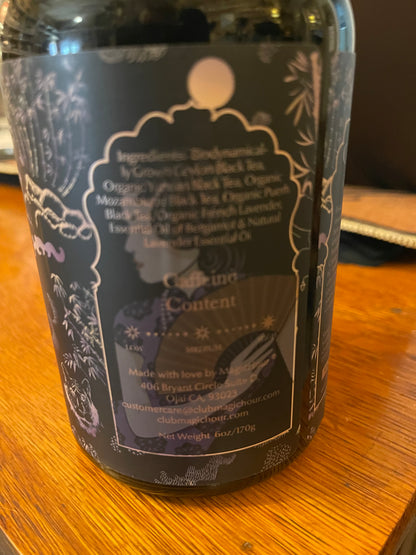 Ingredients: Biodynamical-
ly Grown Ceylon Black Tea,
Organic Yunnan Black Tea, Organic
Mozambique Black Tea, Organic Puerh
Black Tea, Organic French Lavender,
Essential Oil of Bergamot & Natural
Lavender Essential Oil
Caffeine
Content
LOW MEDIUM
Made with love by Magic Hour
406 Bryant Circle Suite
Ojai CA, 93023
customercare@clubmagichour.com
clubmagichour.com
Net Weight 6oz/170g